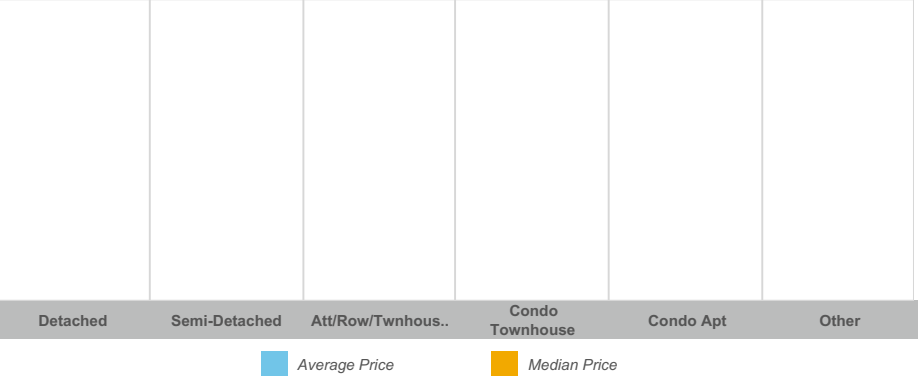 Detached Semi-Detached Att/Row/Twnhous.. Condo Townhouse Condo Apt Other
Average Price Median Price